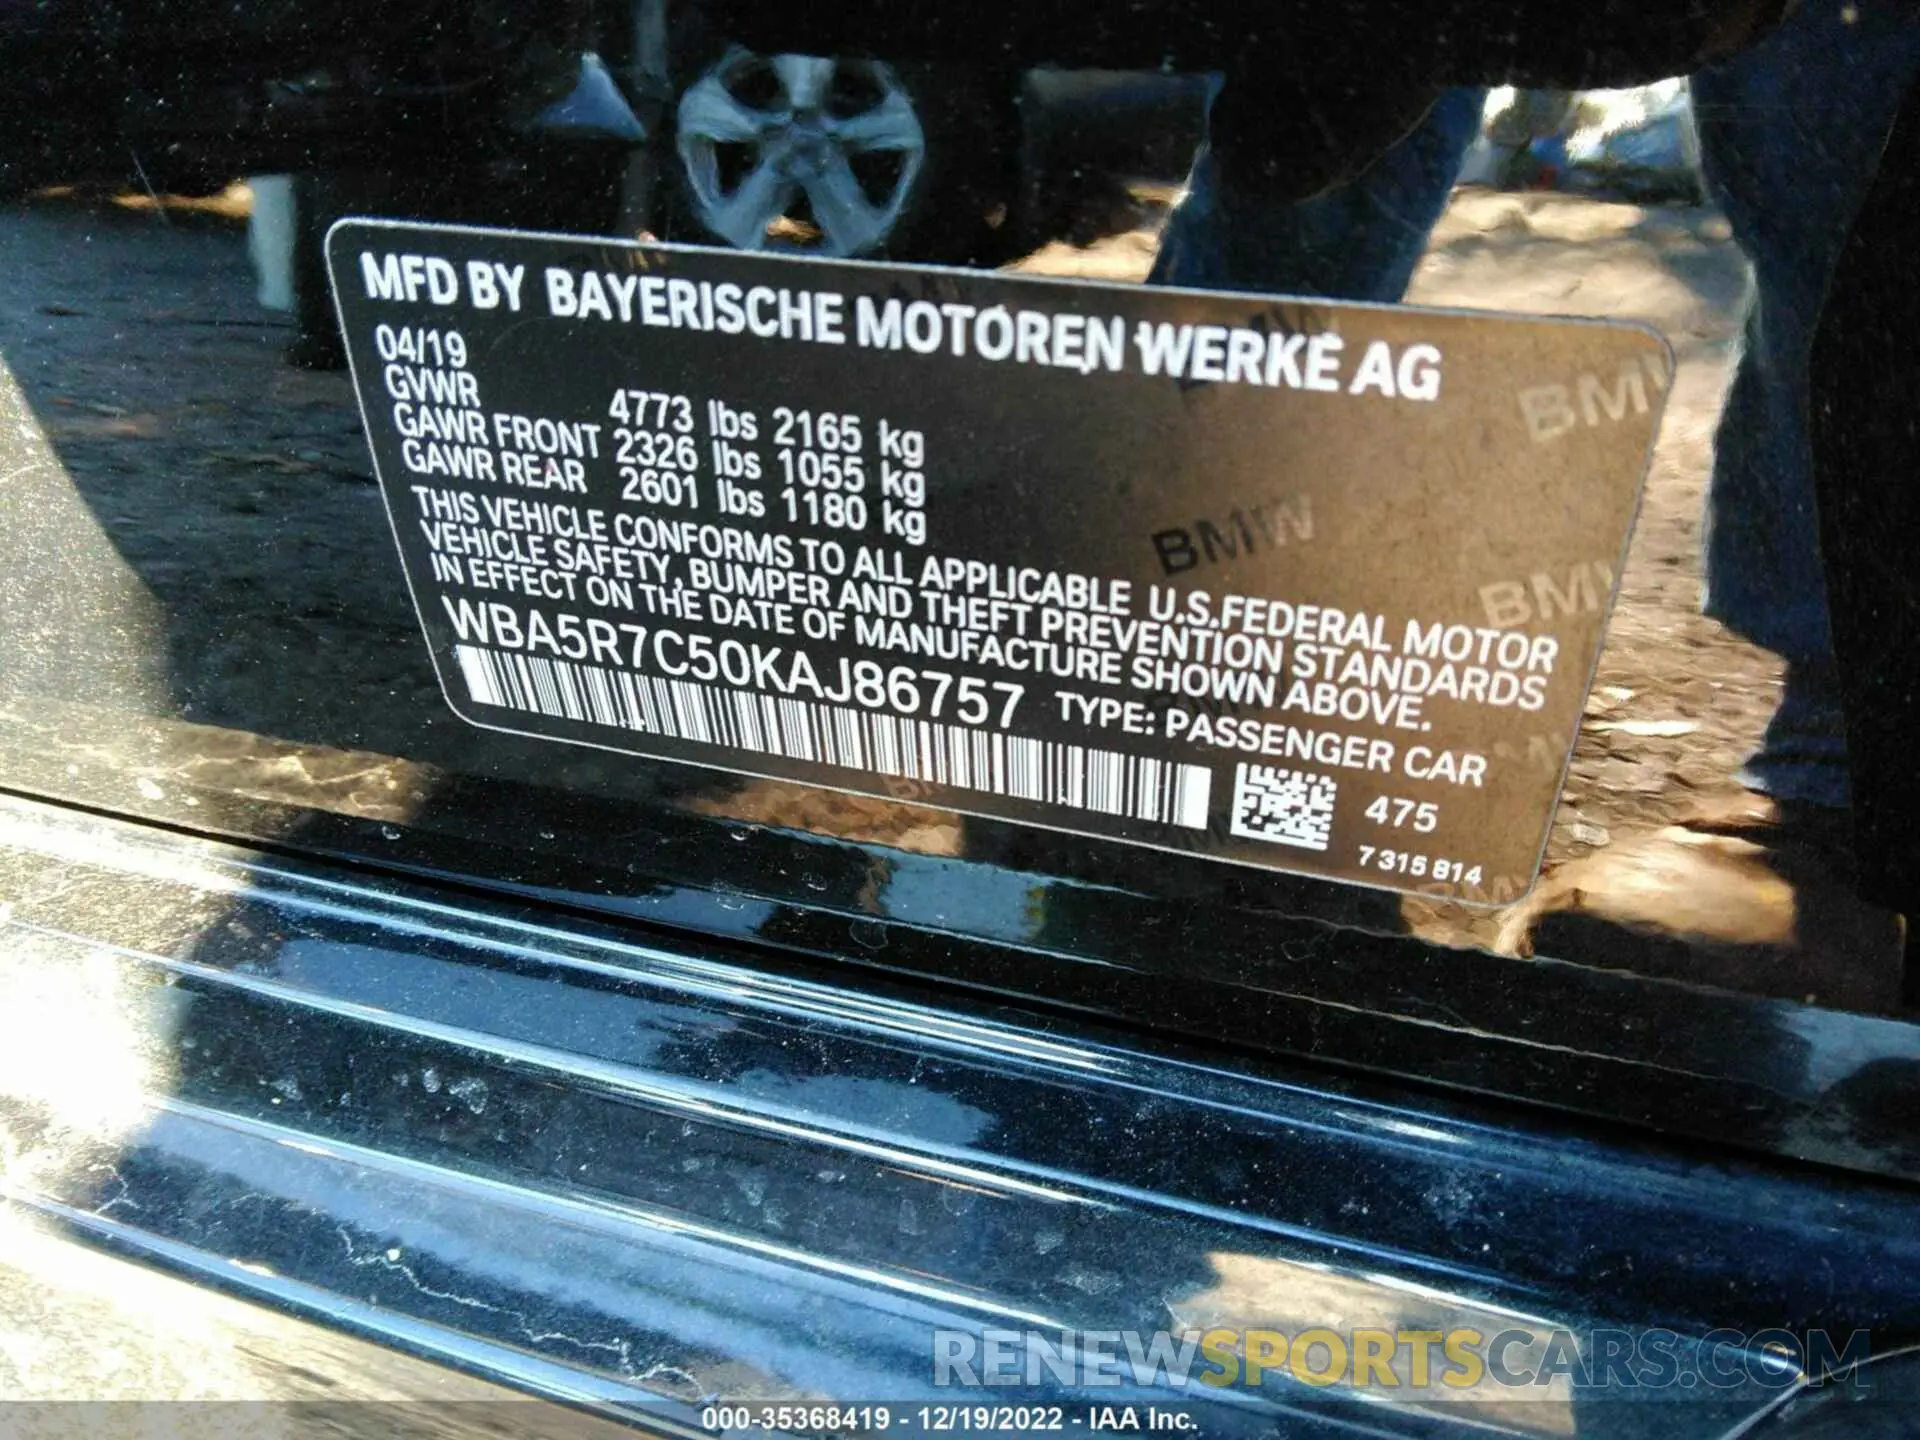 MFD BY BAYERISCHE MOTOREN WERKE AG
04/19
GVWR 4773 lbs 2165 kg
GAWR FRONT 2326 lbs 1055 kg
GAWR REAR 2601 lbs 1180 kg
THIS VEHICLE CONFORMS TO ALL APPLICABLE U.S.FEDERAL MOTOR
VEHICLE SAFETY, BUMPER AND THEFT PREVENTION STANDARDS
IN EFFECT ON THE DATE OF MANUFACTURE SHOWN ABOVE.
WBA5R7C50KAJ86757 TYPE: PASSENGER CAR
475
7 315 814
BMW
BMW
BMW
RENEWSPORTSCARS.COM
000-35368419 - 12/19/2022 - IAA Inc.